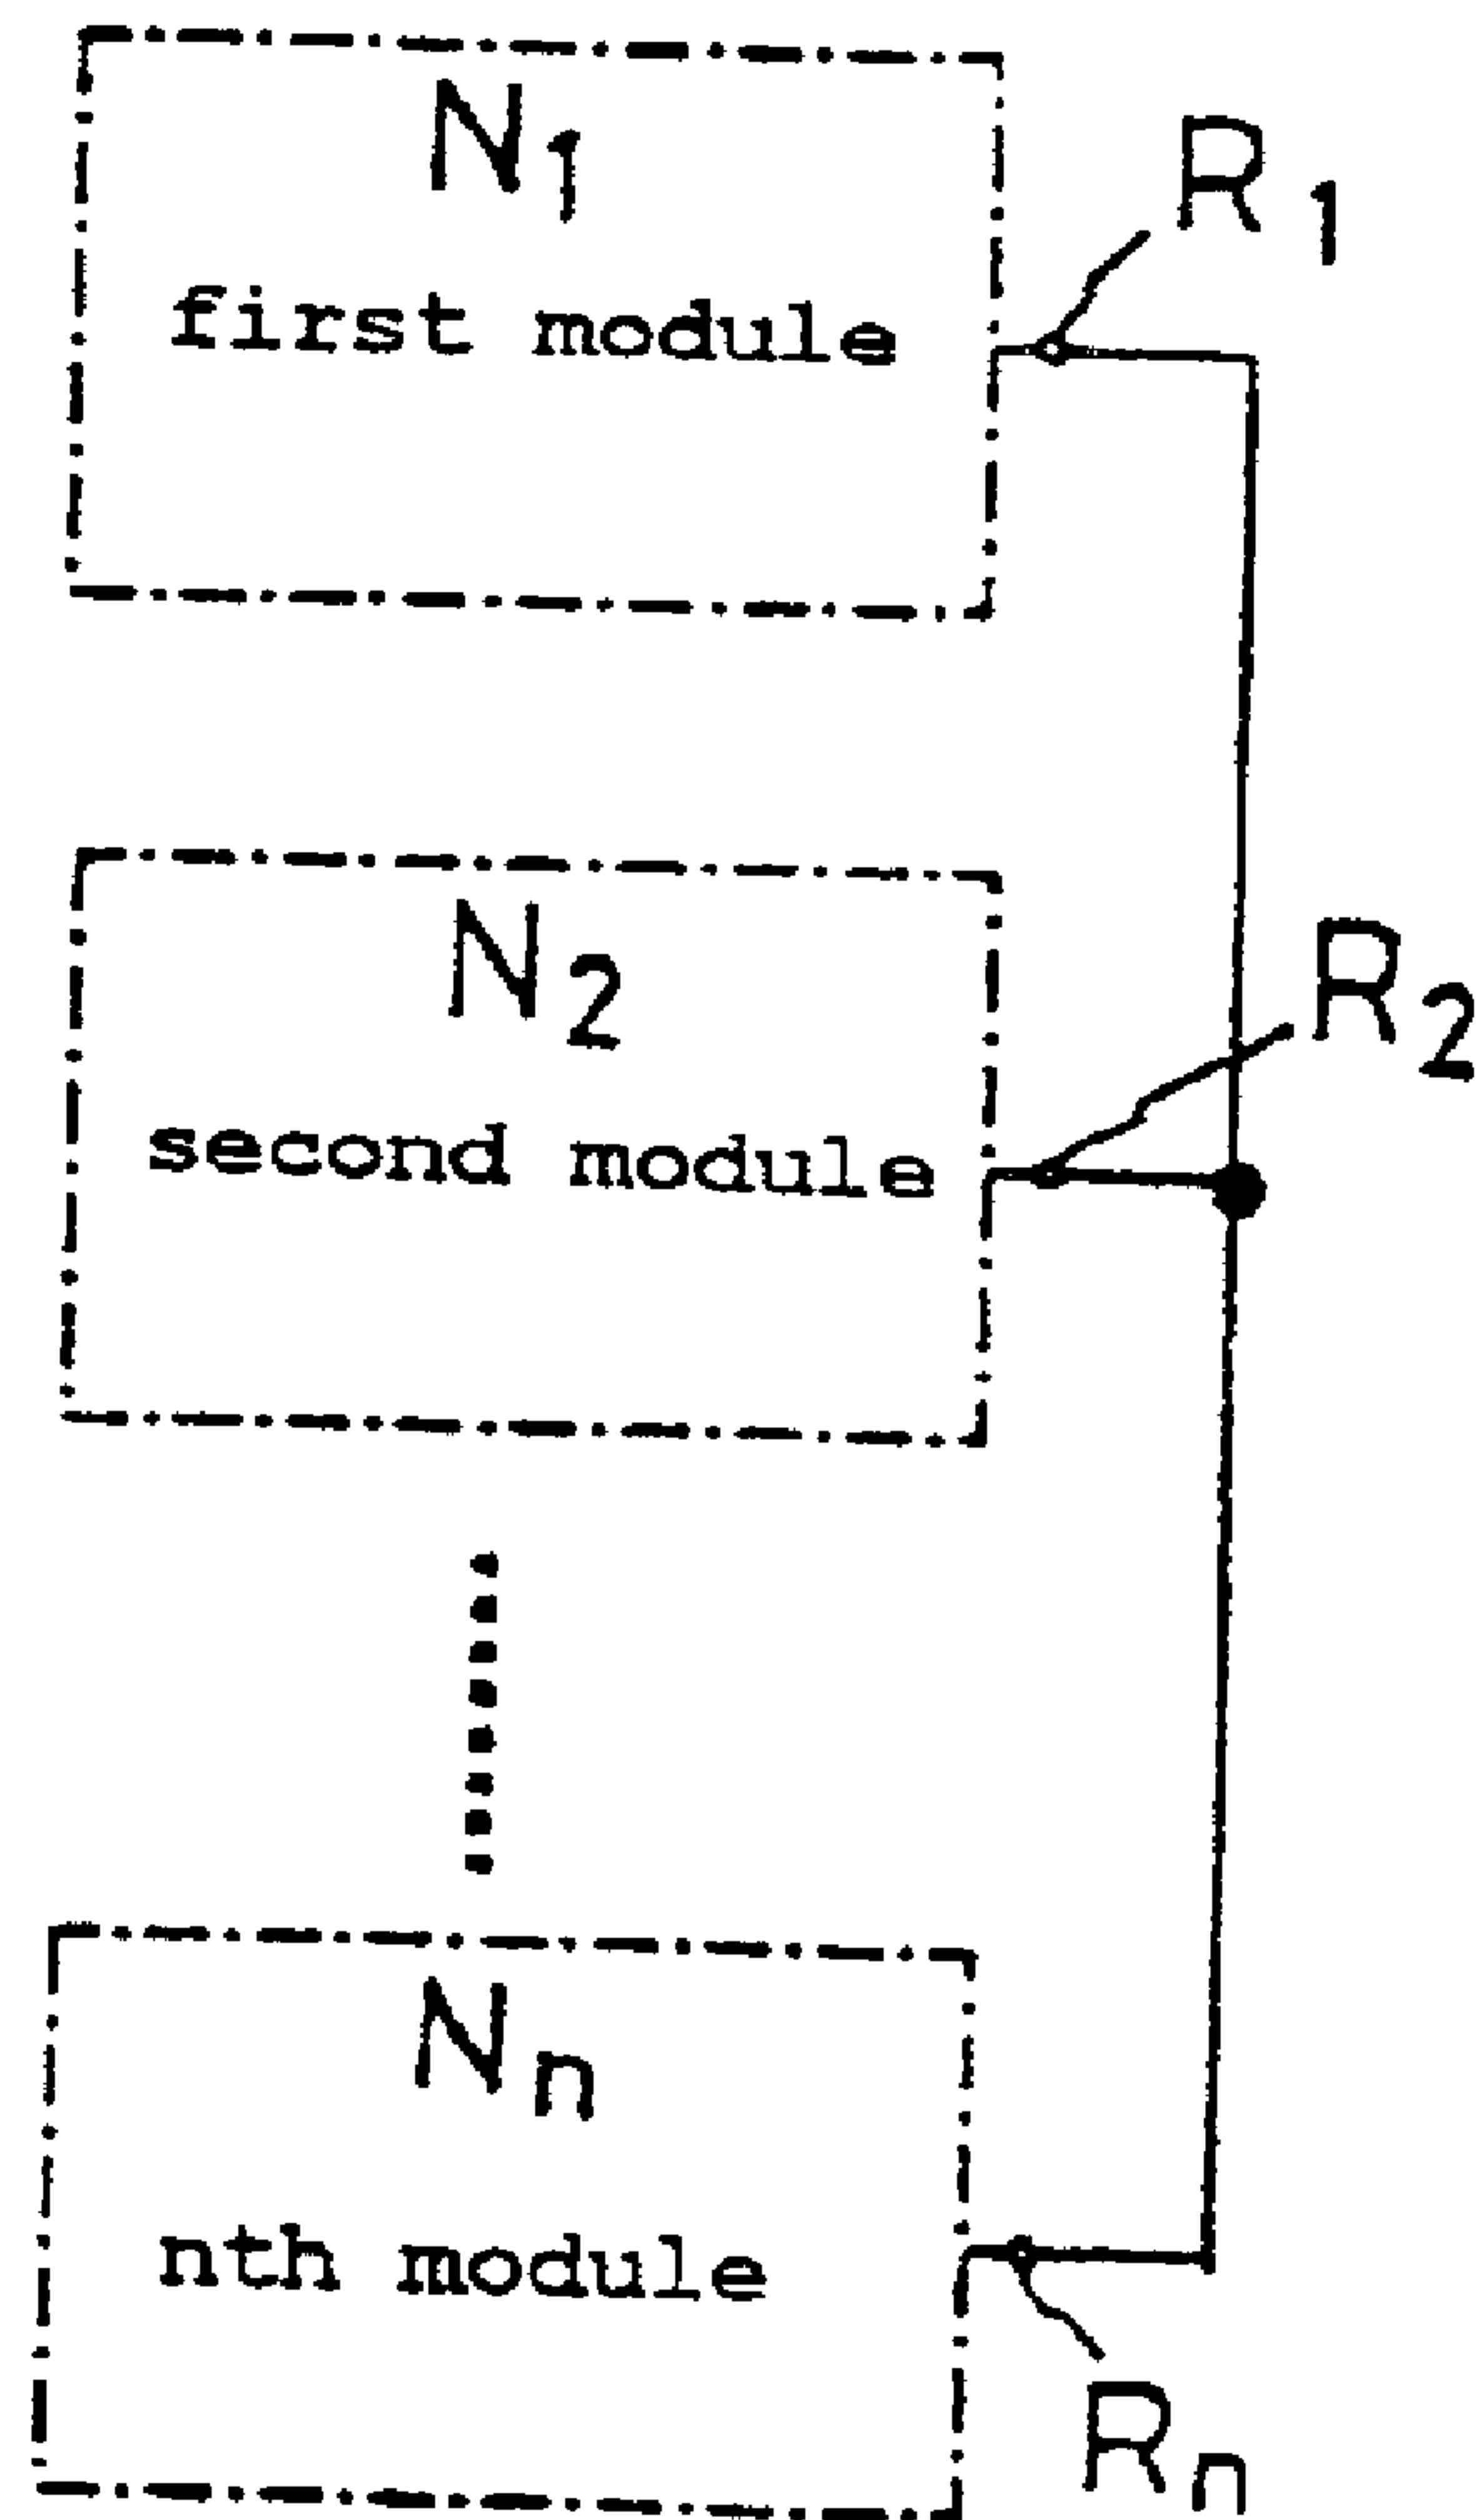 N1
R1
first module
N2
R2
second module
Nn
nth module
Rn